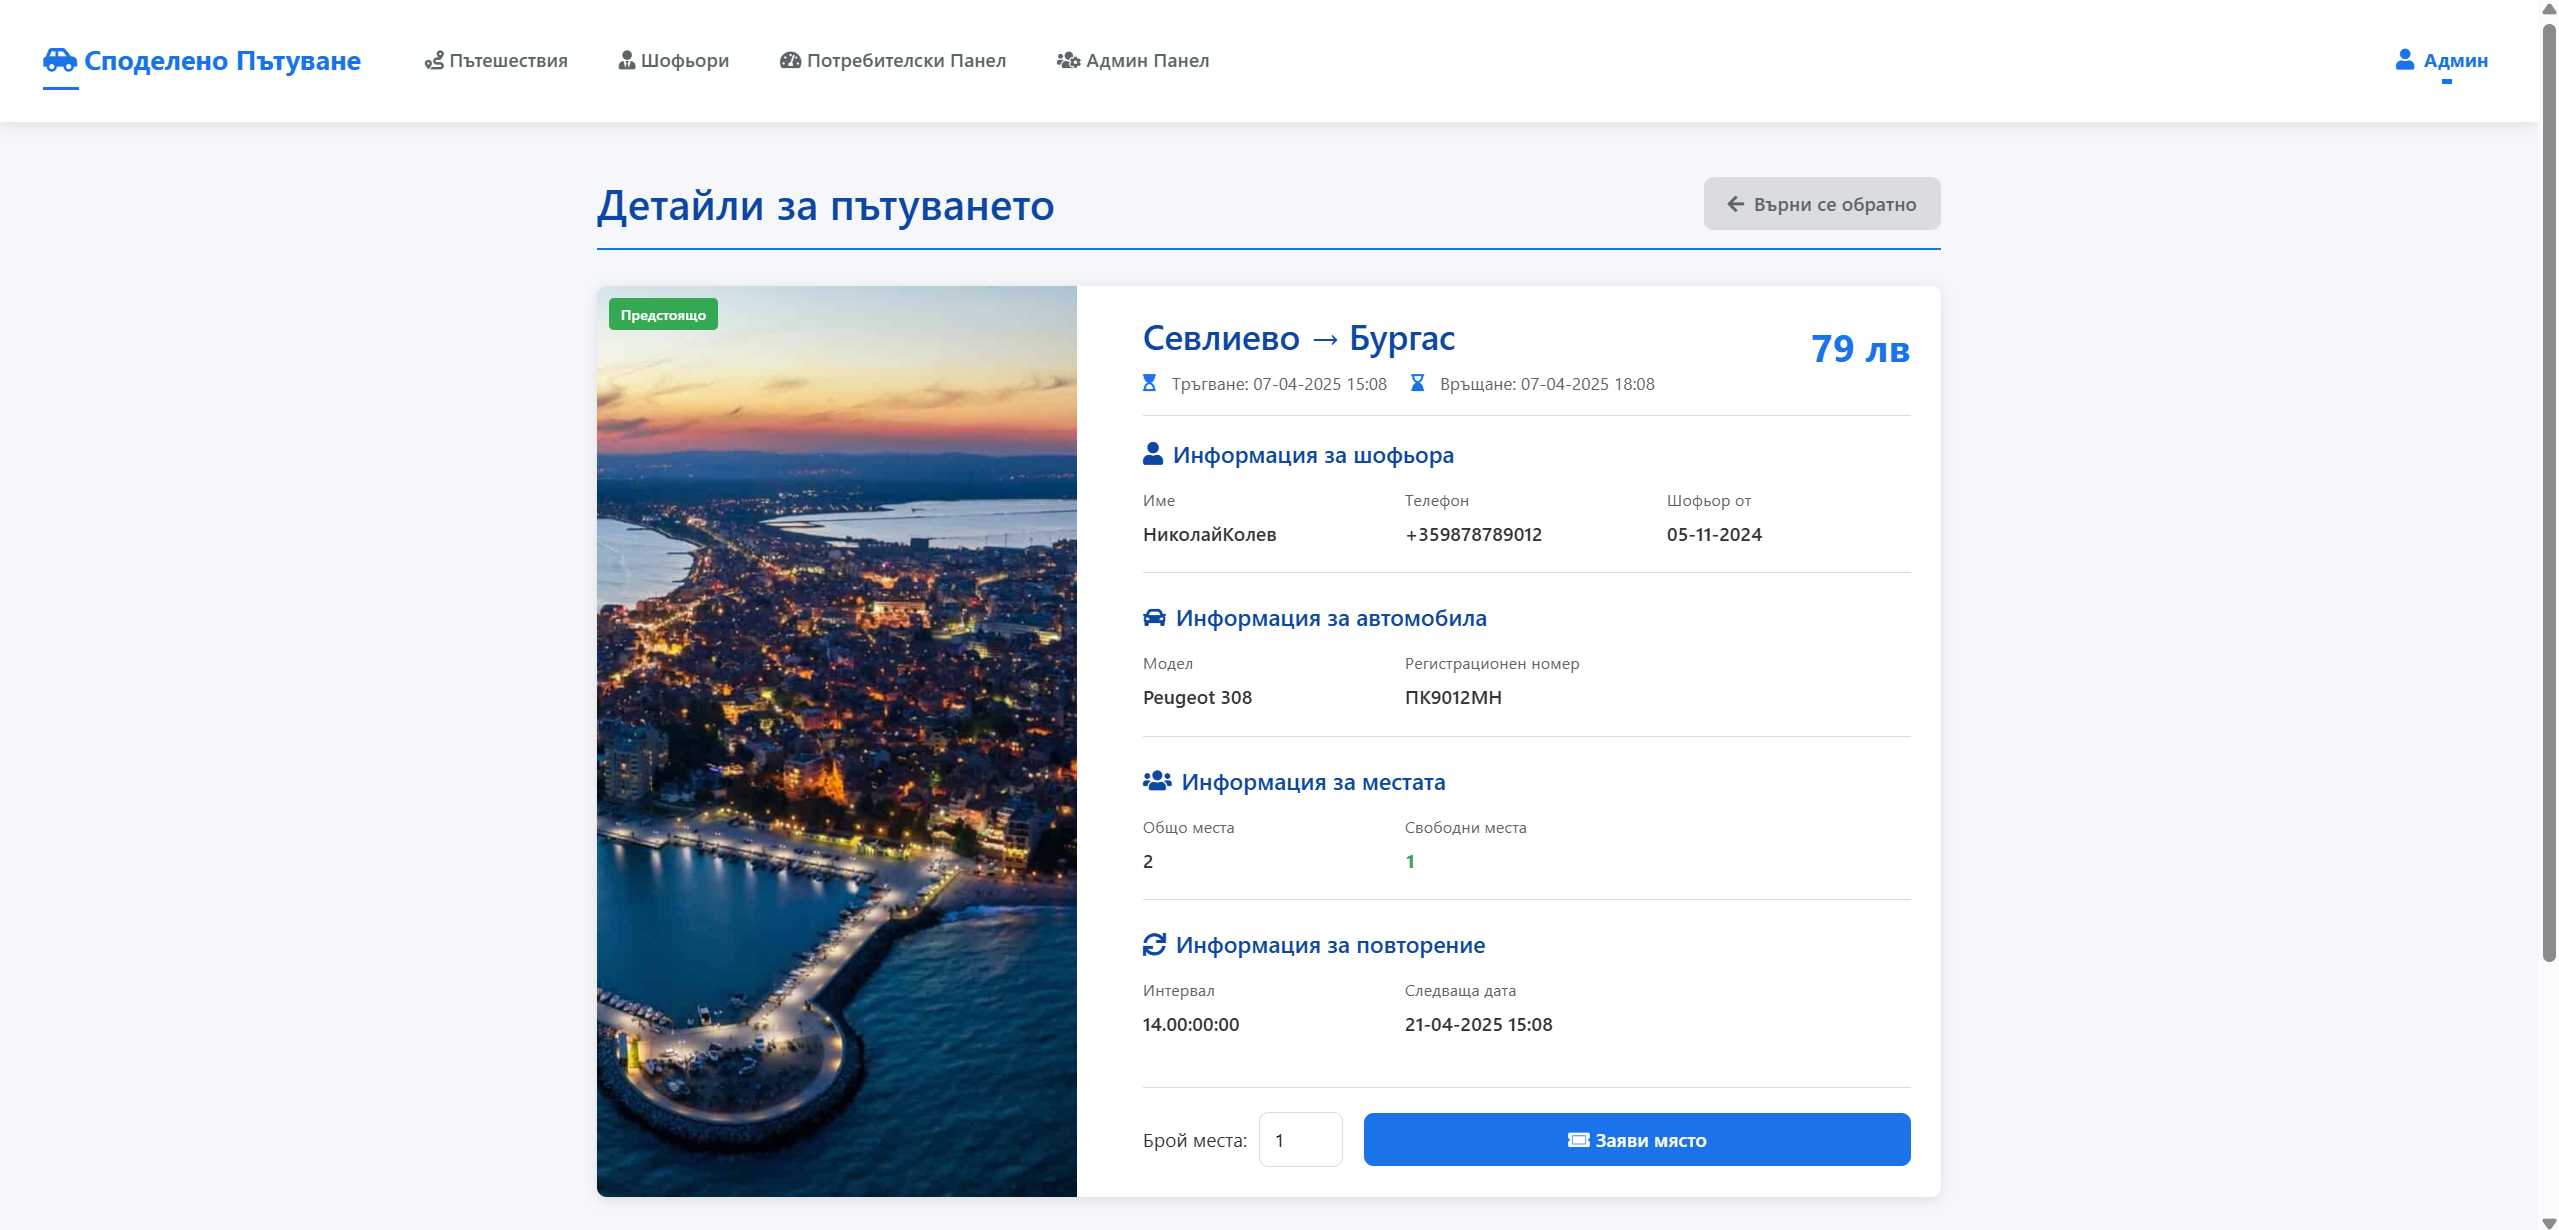 Споделено Пътуване
Пътешествия
Шофьори
Потребителски Панел
Админ Панел
Админ
Детайли за пътуването
Върни се обратно
Предстоящо
Севлиево → Бургас
79 лв
Тръгване: 07-04-2025 15:08
Връщане: 07-04-2025 18:08
Информация за шофьора
Име
Телефон
Шофьор от
НиколайКолев
+359878789012
05-11-2024
Информация за автомобила
Модел
Регистрационен номер
Peugeot 308
ПК9012МН
Информация за местата
Общо места
Свободни места
2
1
Информация за повторение
Интервал
Следваща дата
14.00:00:00
21-04-2025 15:08
Брой места:
1
Заяви място